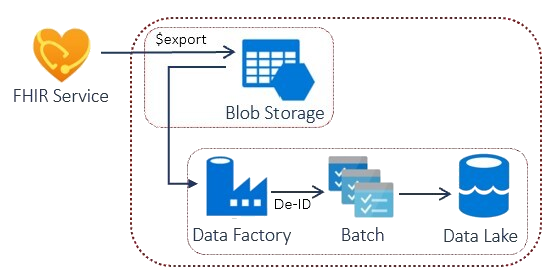 $export
FHIR Service
Blob Storage
De-ID
Data Factory
Batch
Data Lake